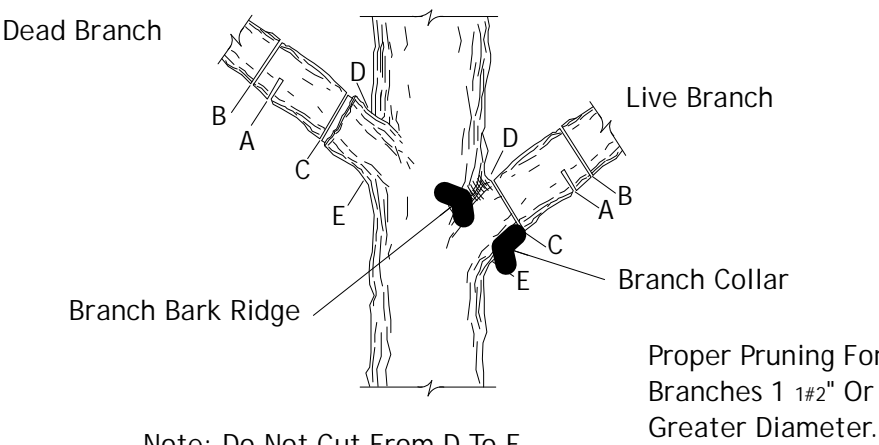 Dead Branch
D
B
A
C
E
Live Branch
D
B
A
C
E
Branch Collar
Branch Bark Ridge
Proper Pruning For
Branches 1 1#2" Or
Greater Diameter.
Note: Do Not Cut From D To E